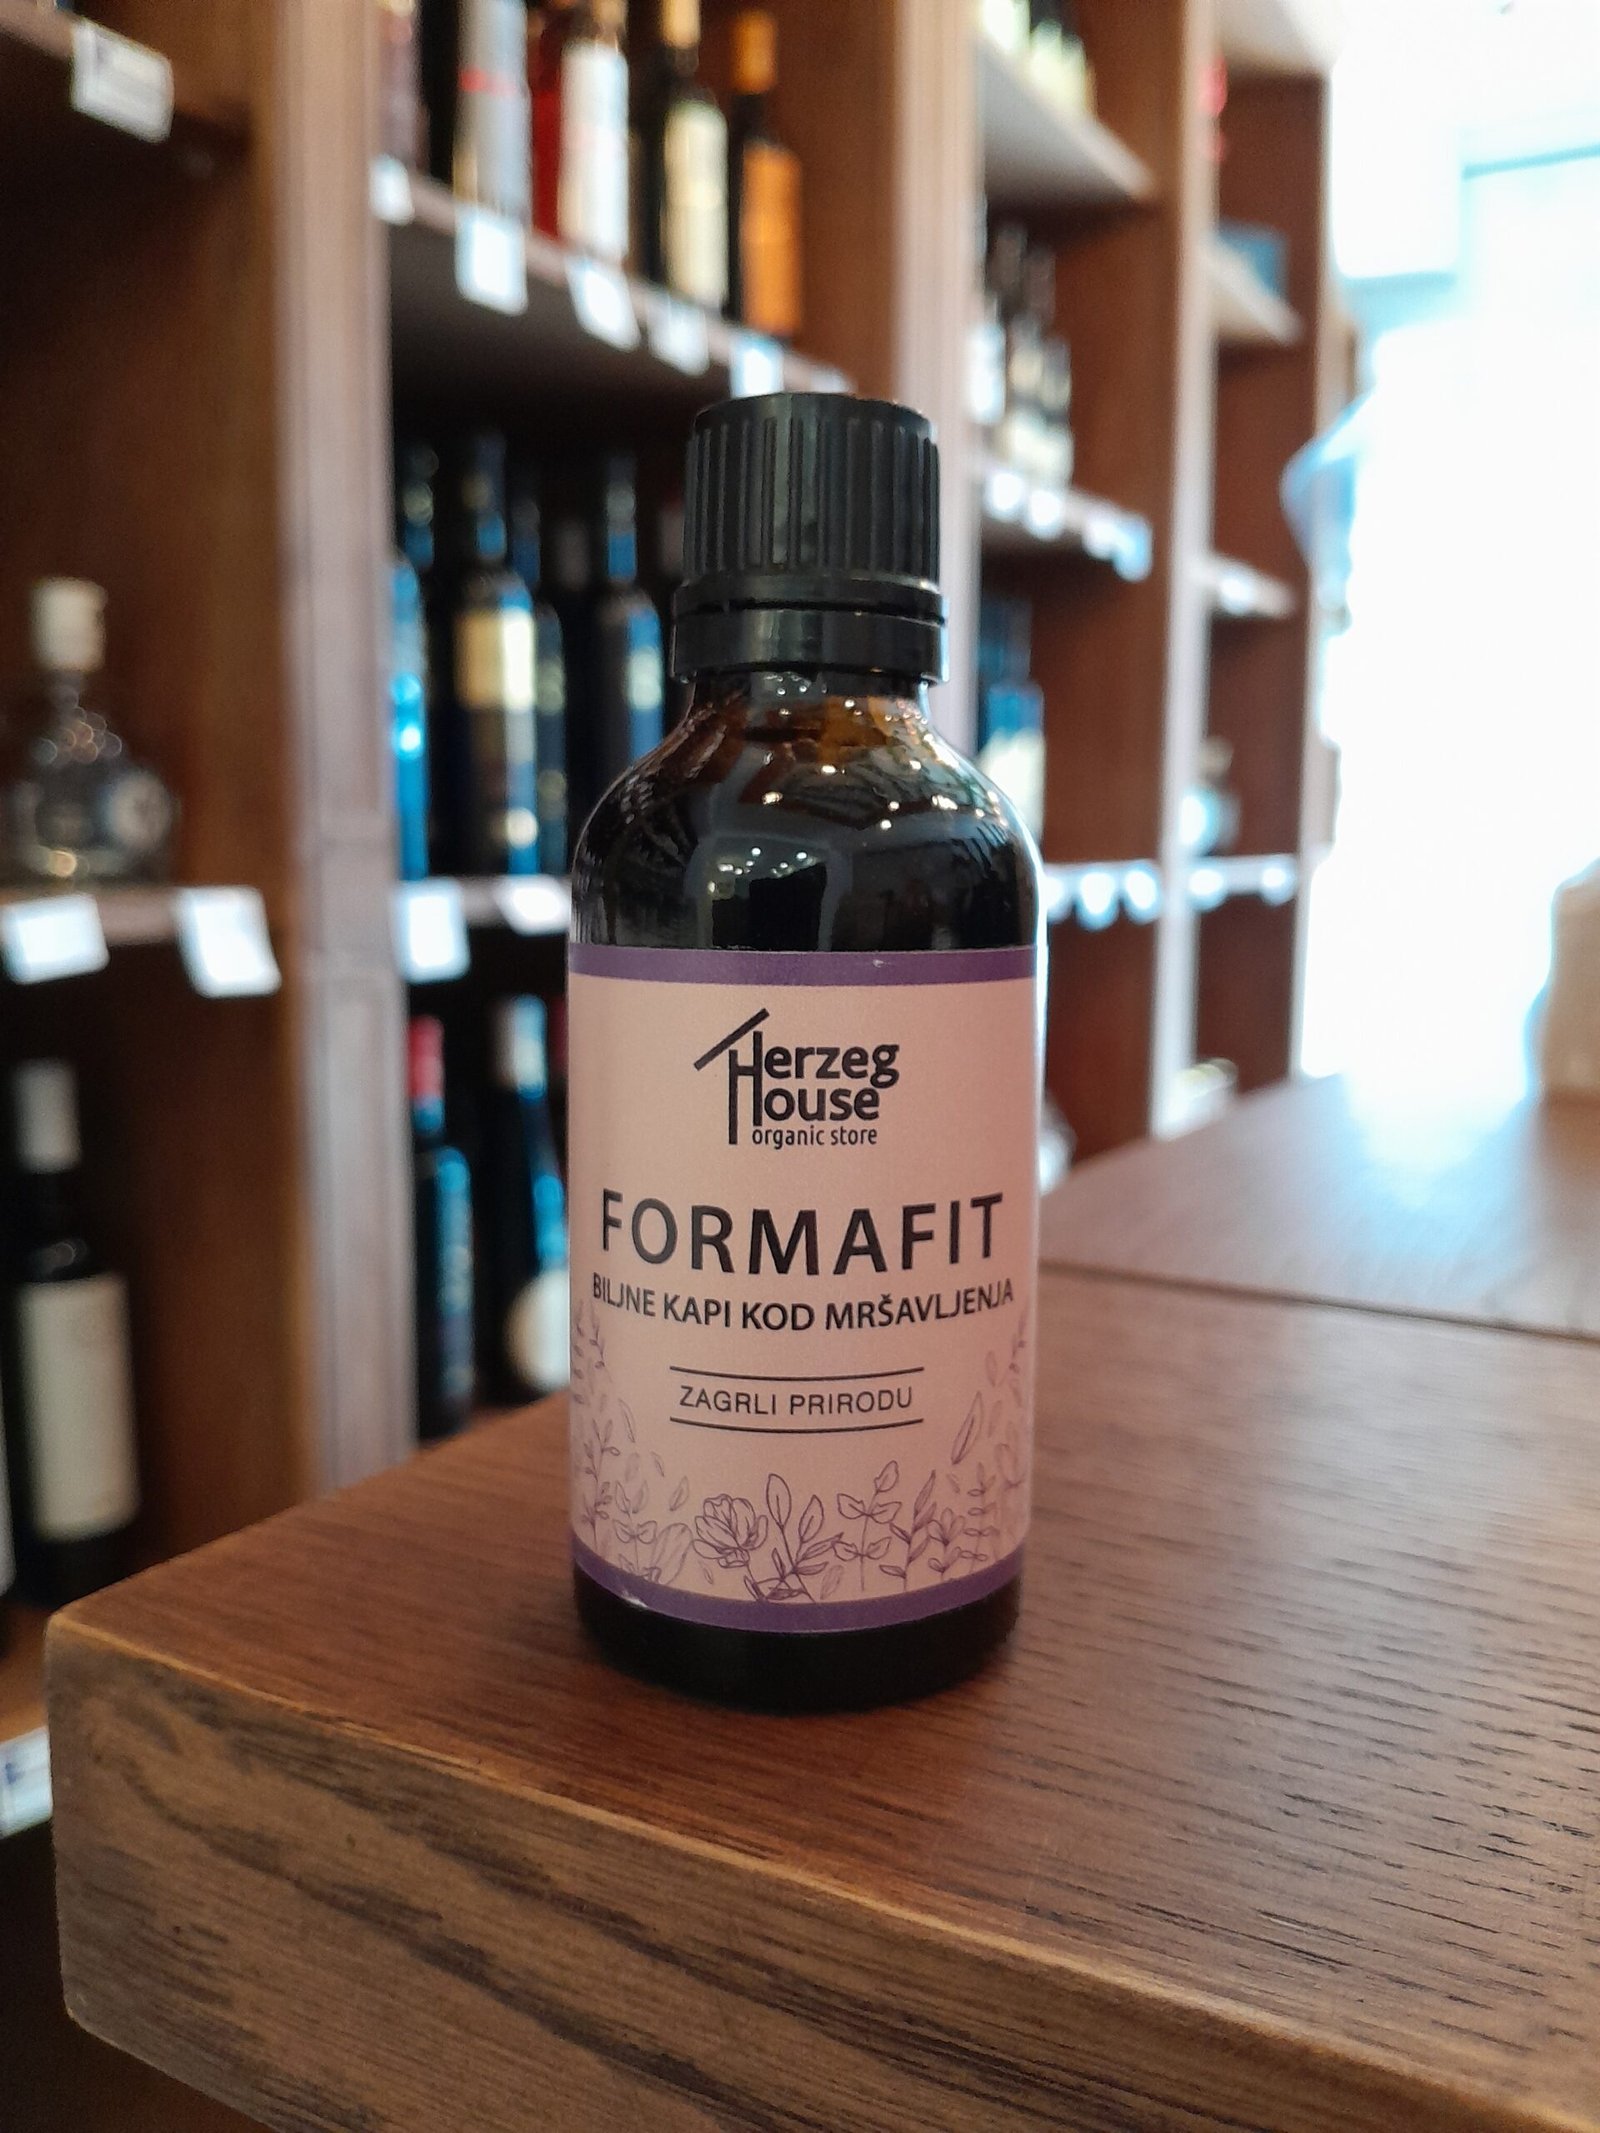 Herzeg
House
organic store
FORMAFIT
BILJNE KAPI KOD MRŠAVLJENJA
ZAGRLI PRIRODU